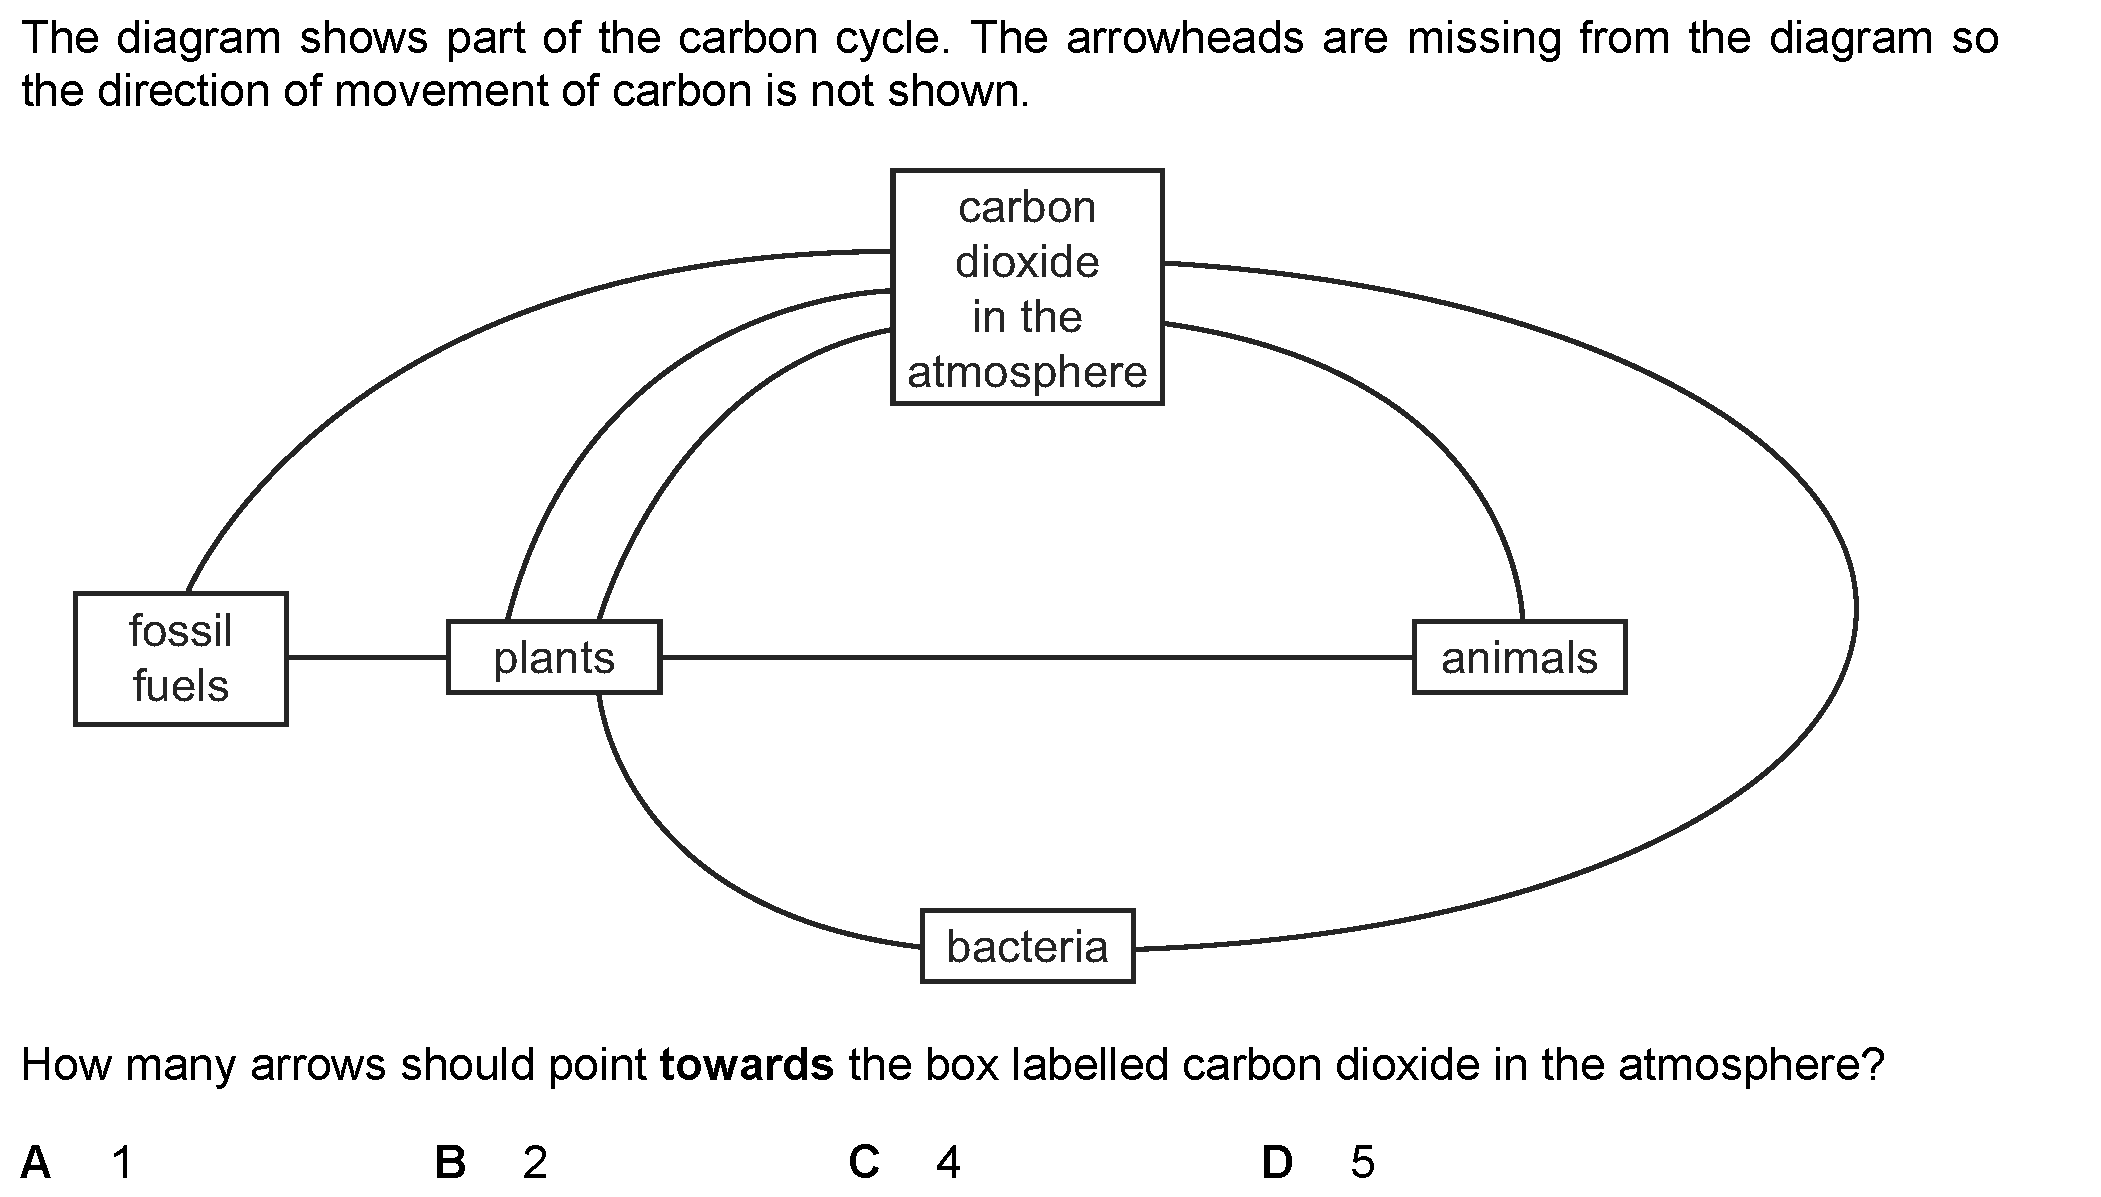 The diagram shows part of the carbon cycle. The arrowheads are missing from the diagram so
the direction of movement of carbon is not shown.
carbon
dioxide
in the
atmosphere
fossil
fuels
plants
animals
bacteria
How many arrows should point towards the box labelled carbon dioxide in the atmosphere?
A 1 B 2 C 4 D 5